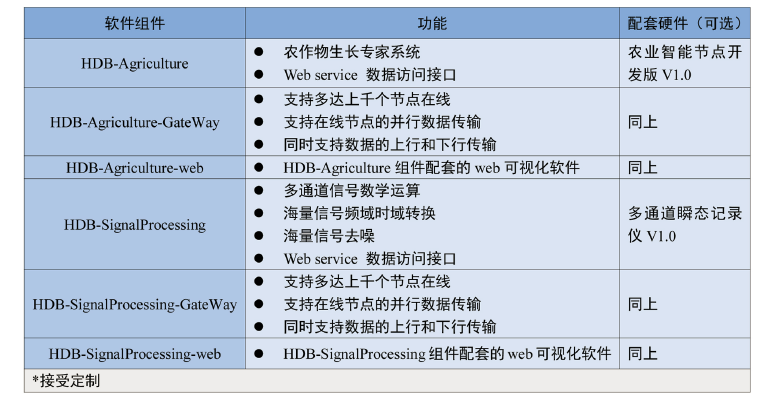 软件组件 功能 配套硬件（可选）
HDB-Agriculture
● 农作物生长专家系统
● Web service 数据访问接口
农业智能节点开
发版 V1.0
HDB-Agriculture-GateWay
● 支持多达上千个节点在线
● 支持在线节点的并行数据传输
● 同时支持数据的上行和下行传输
同上
HDB-Agriculture-web
● HDB-Agriculture 组件配套的 web 可视化软件
同上
HDB-SignalProcessing
● 多通道信号数学运算
● 海量信号频域时域转换
● 海量信号去噪
● Web service 数据访问接口
多通道瞬态记录
仪 V1.0
HDB-SignalProcessing-GateWay
● 支持多达上千个节点在线
● 支持在线节点的并行数据传输
● 同时支持数据的上行和下行传输
同上
HDB-SignalProcessing-web
● HDB-SignalProcessing 组件配套的 web 可视化软件
同上
*接受定制